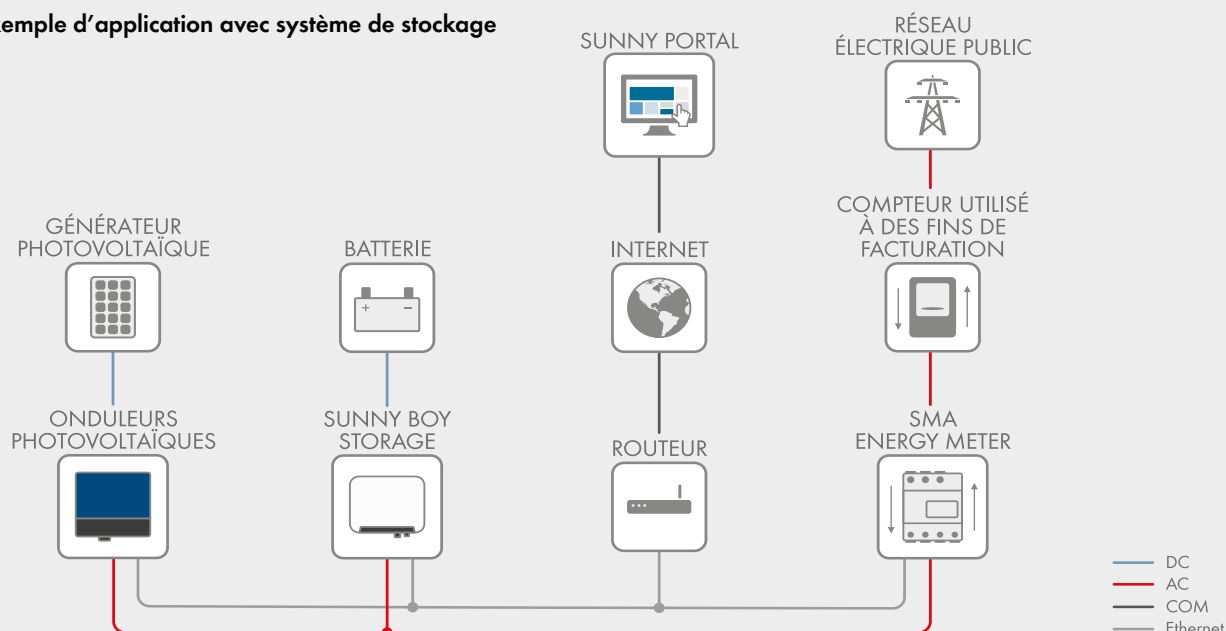 emple d’application avec système de stockage
SUNNY PORTAL
RÉSEAU
ÉLECTRIQUE PUBLIC
GÉNÉRATEUR
PHOTOVOLTAÏQUE
BATTERIE
INTERNET
COMPTEUR UTILISÉ
À DES FINS DE
FACTURATION
ONDULEURS
PHOTOVOLTAÏQUES
SUNNY BOY
STORAGE
ROUTEUR
SMA
ENERGY METER
DC
AC
COM
Ethernet